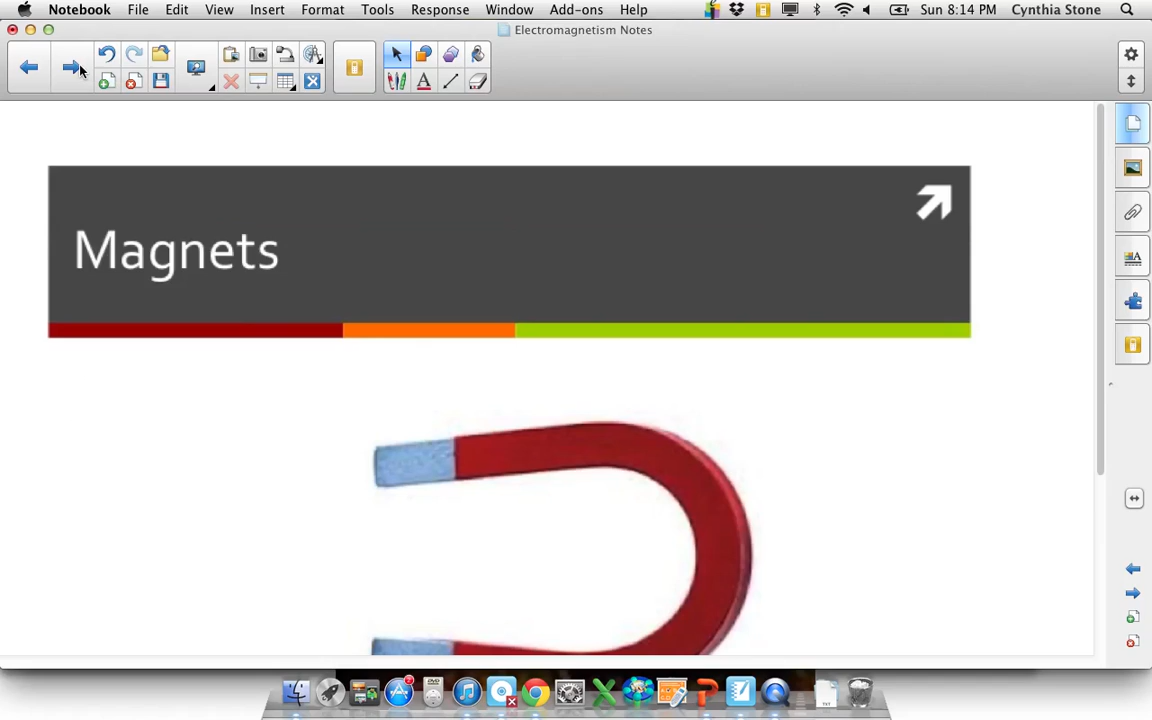 Notebook File Edit View Insert Format Tools Response Window Add-ons Help Sun 8:14 PM Cynthia Stone
Electromagnetism Notes
Magnets